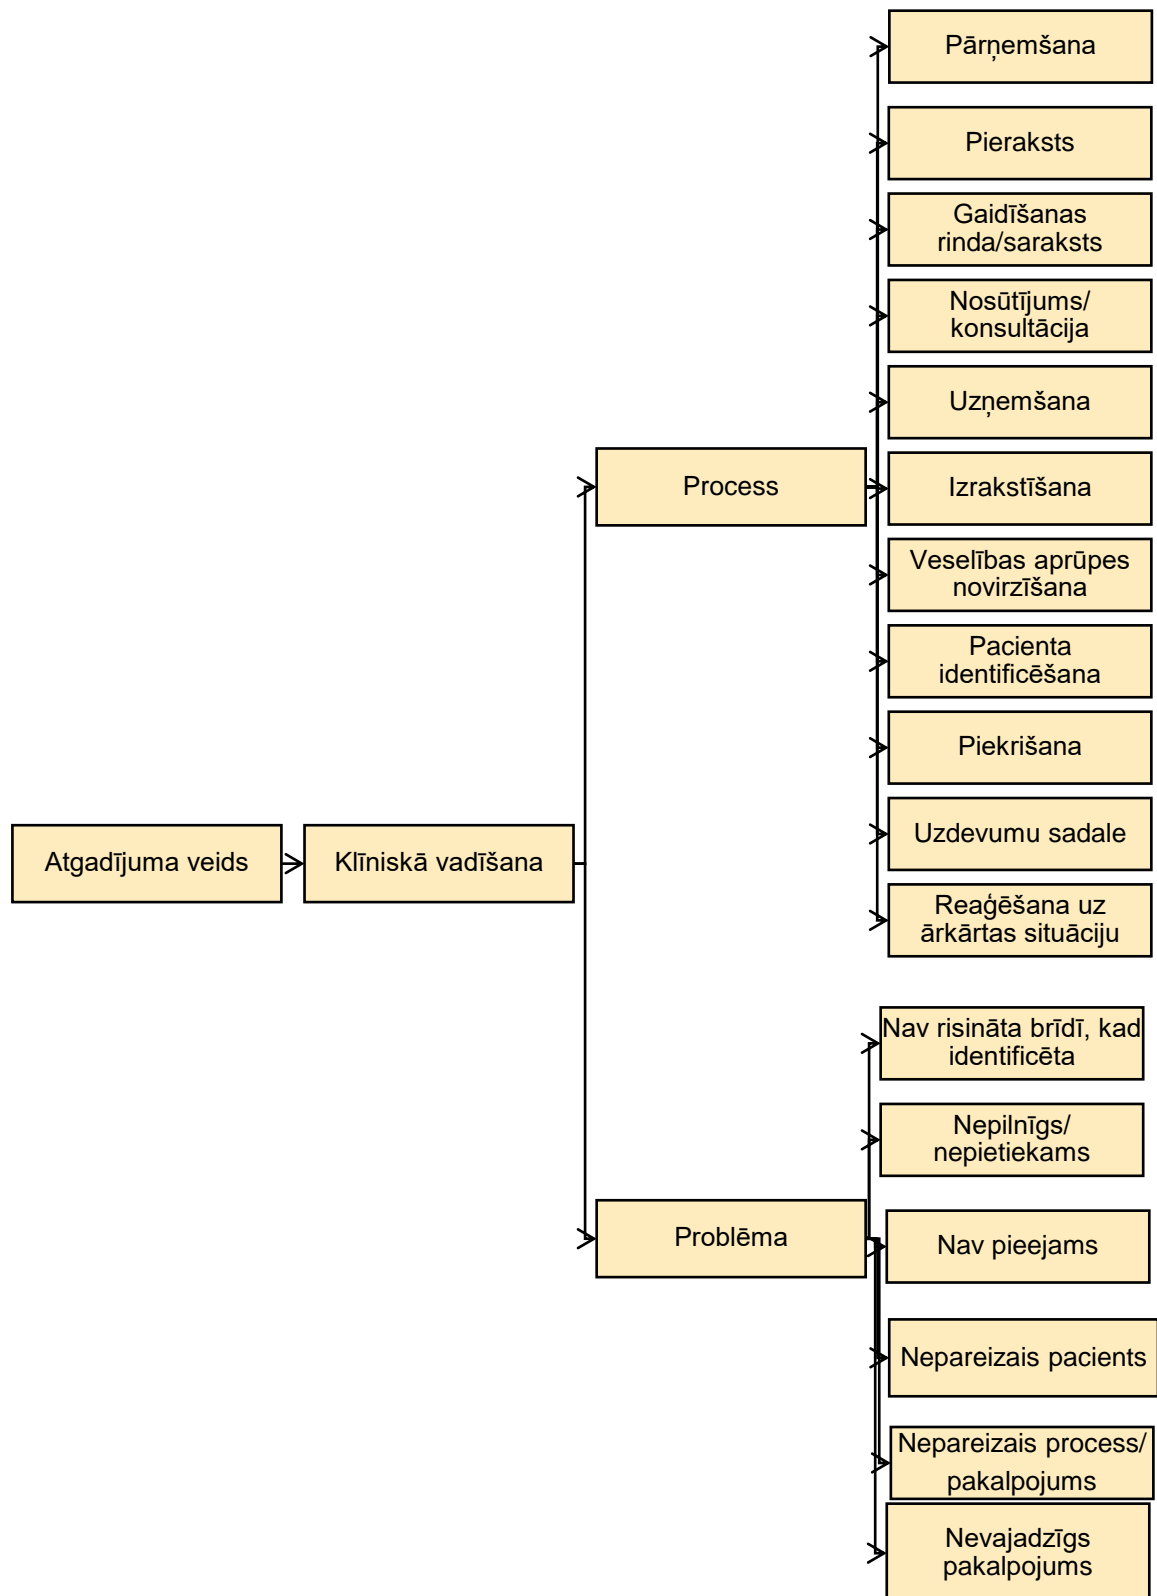 Pārņemšana
Pieraksts
Gaidīšanas
rinda/saraksts
Nosūtījums/
konsultācija
Uzņemšana
Process
Izrakstīšana
Veselības aprūpes
novirzīšana
Pacienta
identificēšana
Piekrišana
Uzdevumu sadale
Atgadījuma veids
Klīniskā vadīšana
Reaģēšana uz
ārkārtas situāciju
Nav risināta brīdī, kad
identificēta
Nepilnīgs/
nepietiekams
Problēma
Nav pieejams
Nepareizais pacients
Nepareizais process/
pakalpojums
Nevajadzīgs
pakalpojums